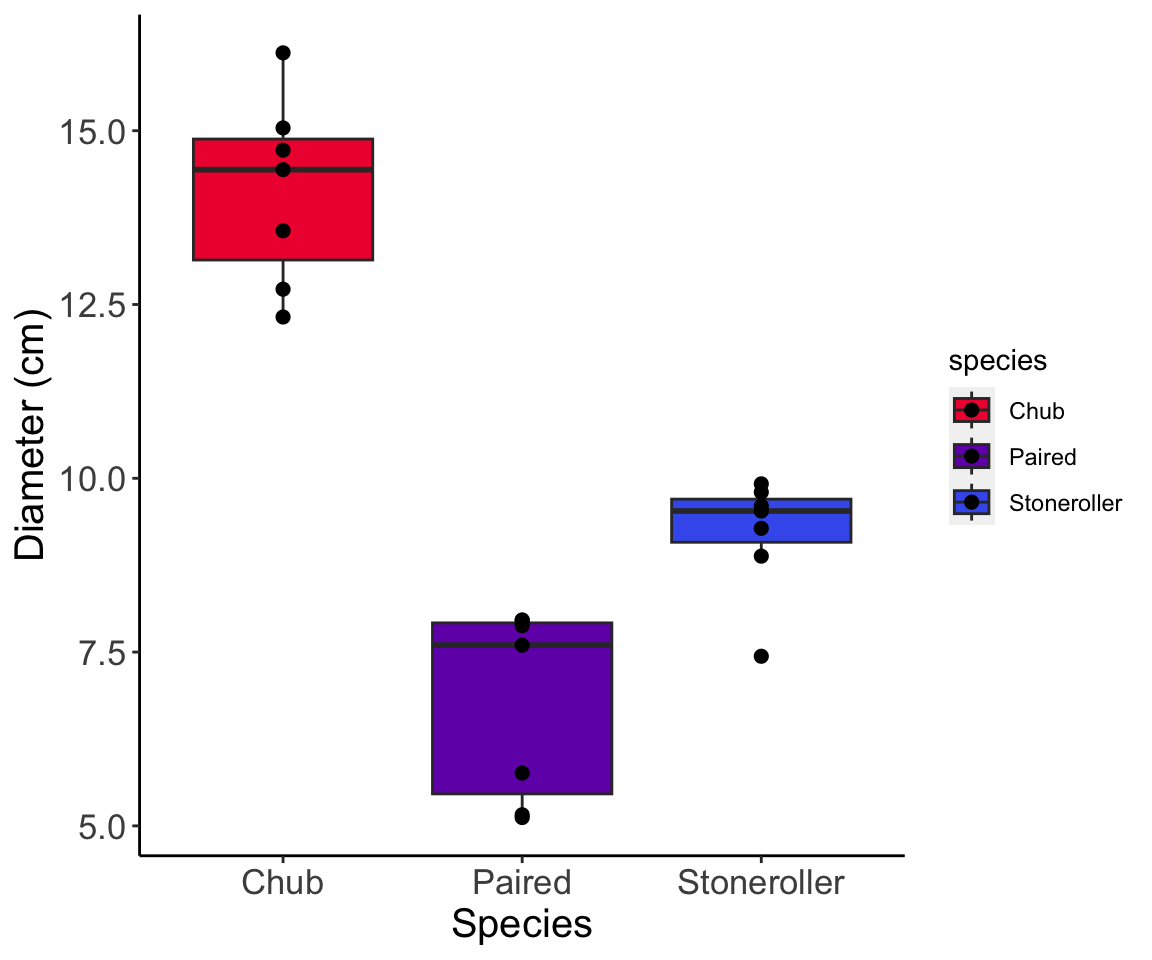 Diameter (cm)
15.0
12.5
10.0
7.5
5.0
Chub
Paired
Stoneroller
Species
species
Chub
Paired
Stoneroller